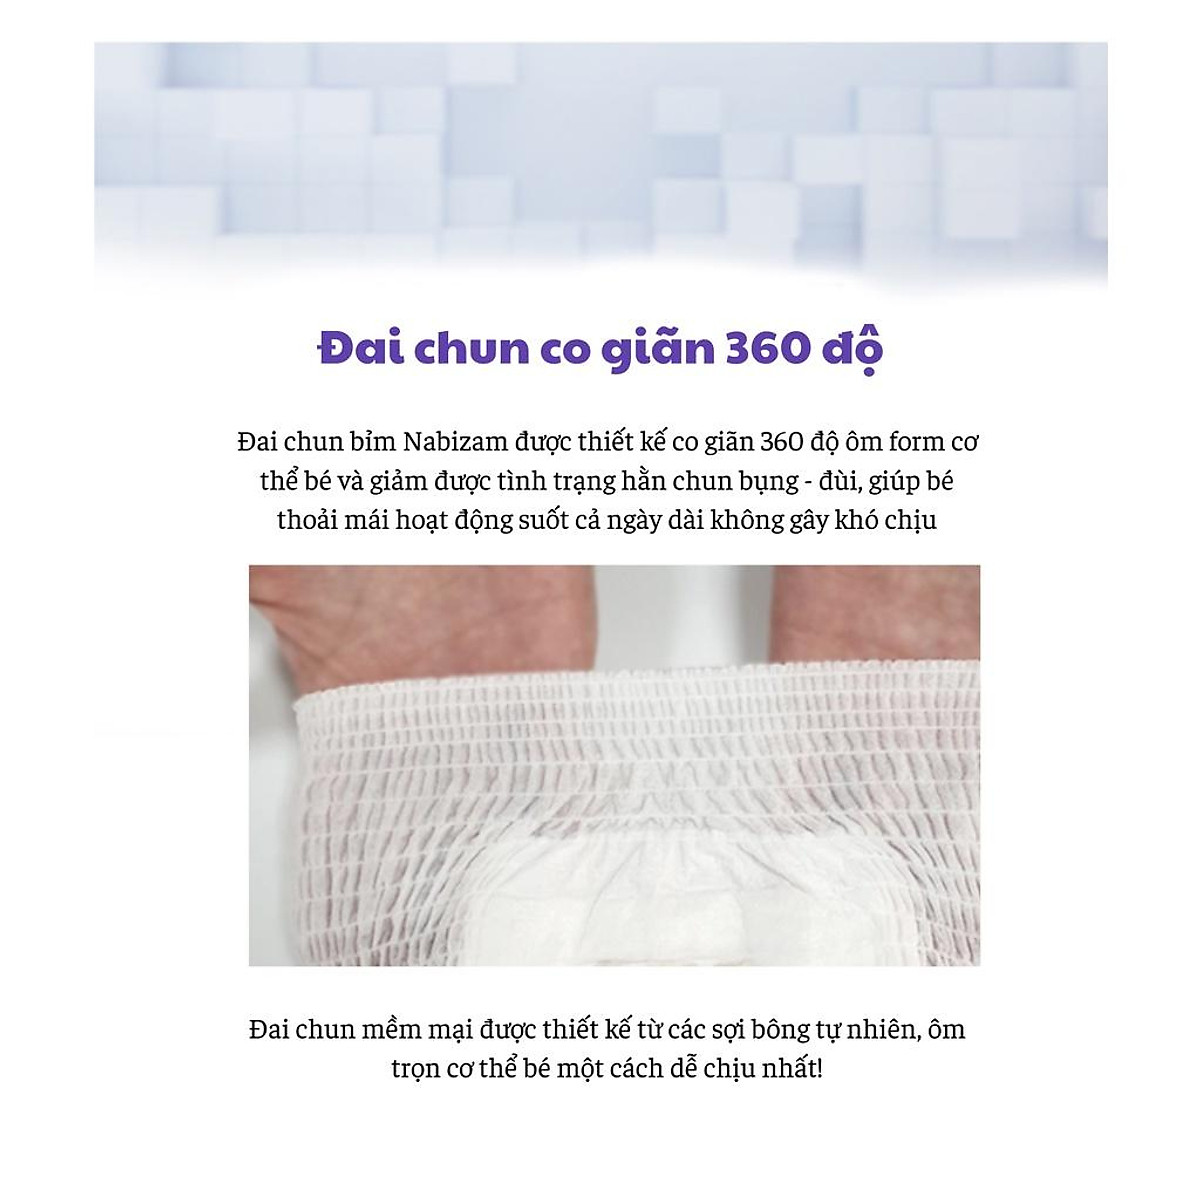 Đai chun co giãn 360 độ
Đai chun bỉm Nabizam được thiết kế co giãn 360 độ ôm form cơ
thể bé và giảm được tình trạng hằn chun bụng - đùi, giúp bé
thoải mái hoạt động suốt cả ngày dài không gây khó chịu
Đai chun mềm mại được thiết kế từ các sợi bông tự nhiên, ôm
trọn cơ thể bé một cách dễ chịu nhất!